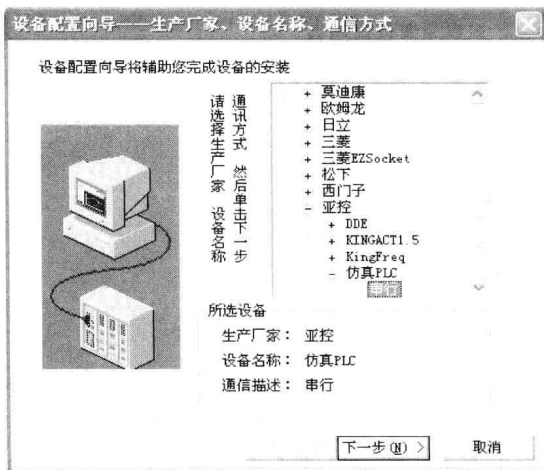 设备配置向导——生产厂家、设备名称、通信方式
设备配置向导将辅助您完成设备的安装
请选择生产厂家 设备名称
通讯方式 然后单击下一步
+ 莫迪康
+ 欧姆龙
+ 日立
+ 三菱
+ 三菱EZSocket
+ 松下
+ 西门子
- 亚控
+ DDE
+ KINGACT1.5
+ KingFreq
- 仿真PLC
串行
所选设备
生产厂家： 亚控
设备名称： 仿真PLC
通信描述： 串行
下一步(N) >
取消